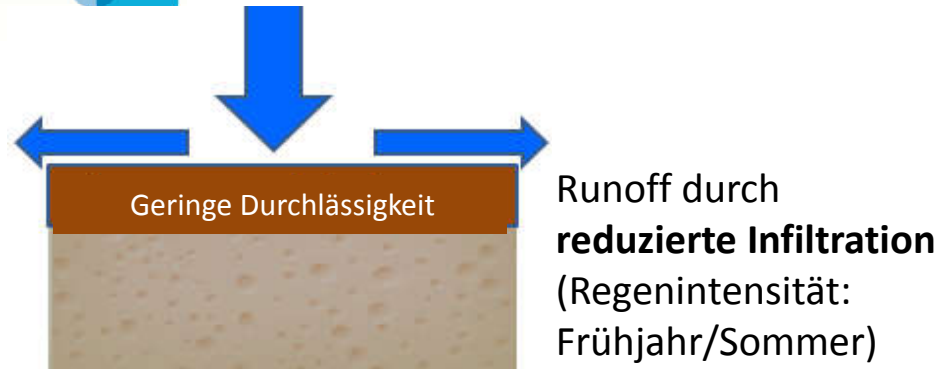 Geringe Durchlässigkeit
Runoff durch
reduzierte Infiltration
(Regenintensität:
Frühjahr/Sommer)